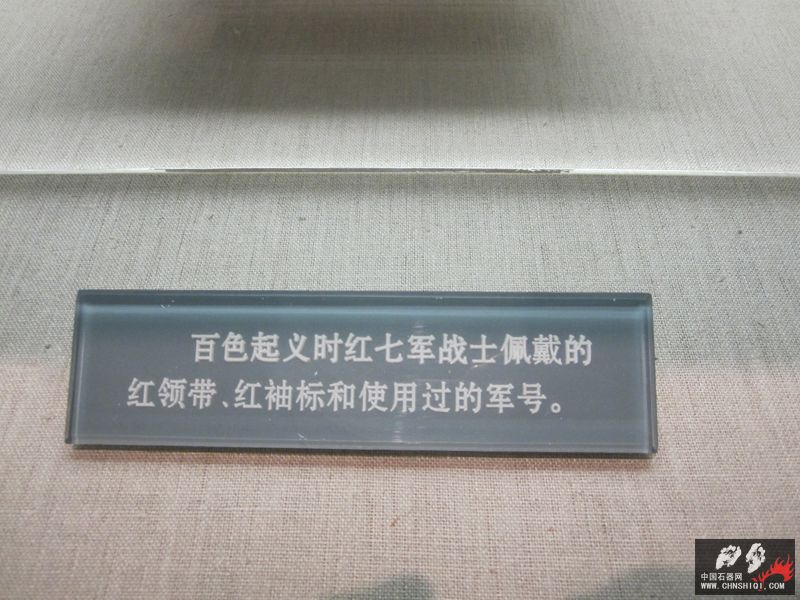 百色起义时红七军战士佩戴的
红领带、红袖标和使用过的军号。
中国石器网
WWW.CHNSHIQI.COM